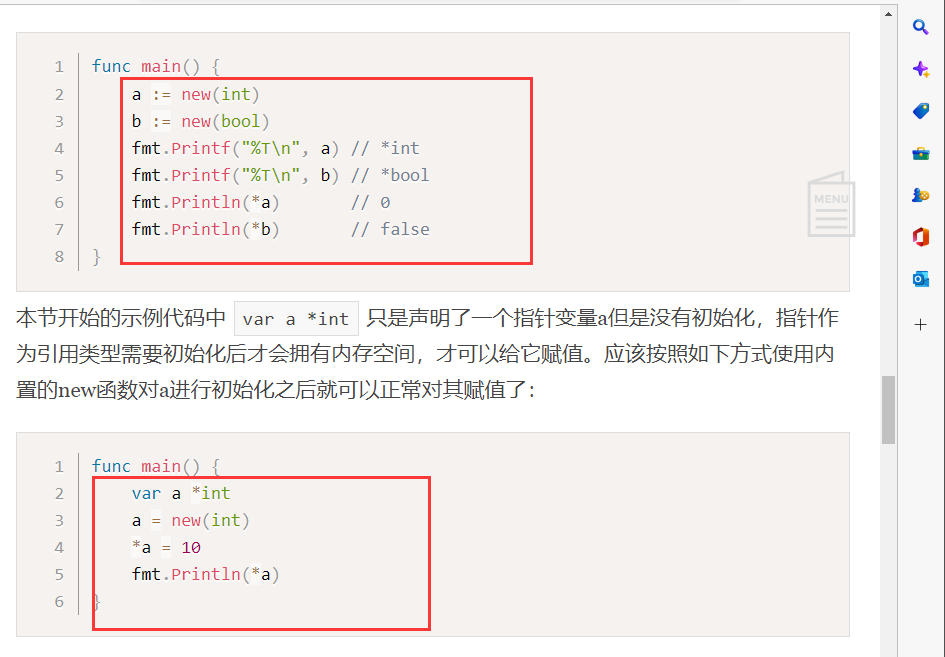 1 func main() {
2 a := new(int)
3 b := new(bool)
4 fmt.Printf("%T\n", a) // *int
5 fmt.Printf("%T\n", b) // *bool
6 fmt.Println(*a) // 0
7 fmt.Println(*b) // false
8 }
MENU
本节开始的示例代码中 var a *int 只是声明了一个指针变量a但是没有初始化，指针作
为引用类型需要初始化后才会拥有内存空间，才可以给它赋值。应该按照如下方式使用内
置的new函数对a进行初始化之后就可以正常对其赋值了：
1 func main() {
2 var a *int
3 a = new(int)
4 *a = 10
5 fmt.Println(*a)
6 }